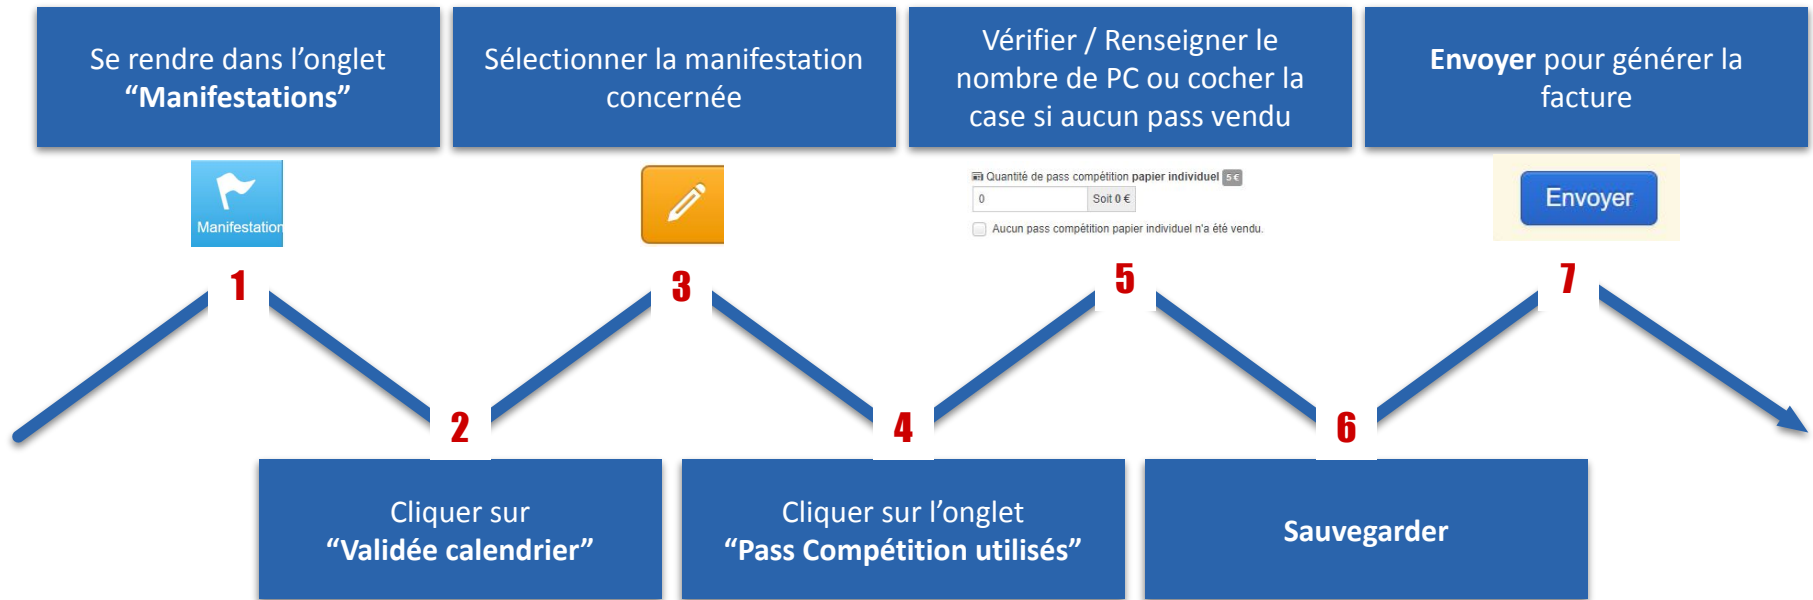 Se rendre dans l’onglet
“Manifestations”
Sélectionner la manifestation
concernée
Vérifier / Renseigner le
nombre de PC ou cocher la
case si aucun pass vendu
Envoyer pour générer la
facture
Manifestation
Quantité de pass compétition papier individuel 5 €
0 Soit 0 €
Aucun pass compétition papier individuel n'a été vendu.
Envoyer
1
3
5
7
2
4
6
Cliquer sur
“Validée calendrier”
Cliquer sur l’onglet
“Pass Compétition utilisés”
Sauvegarder